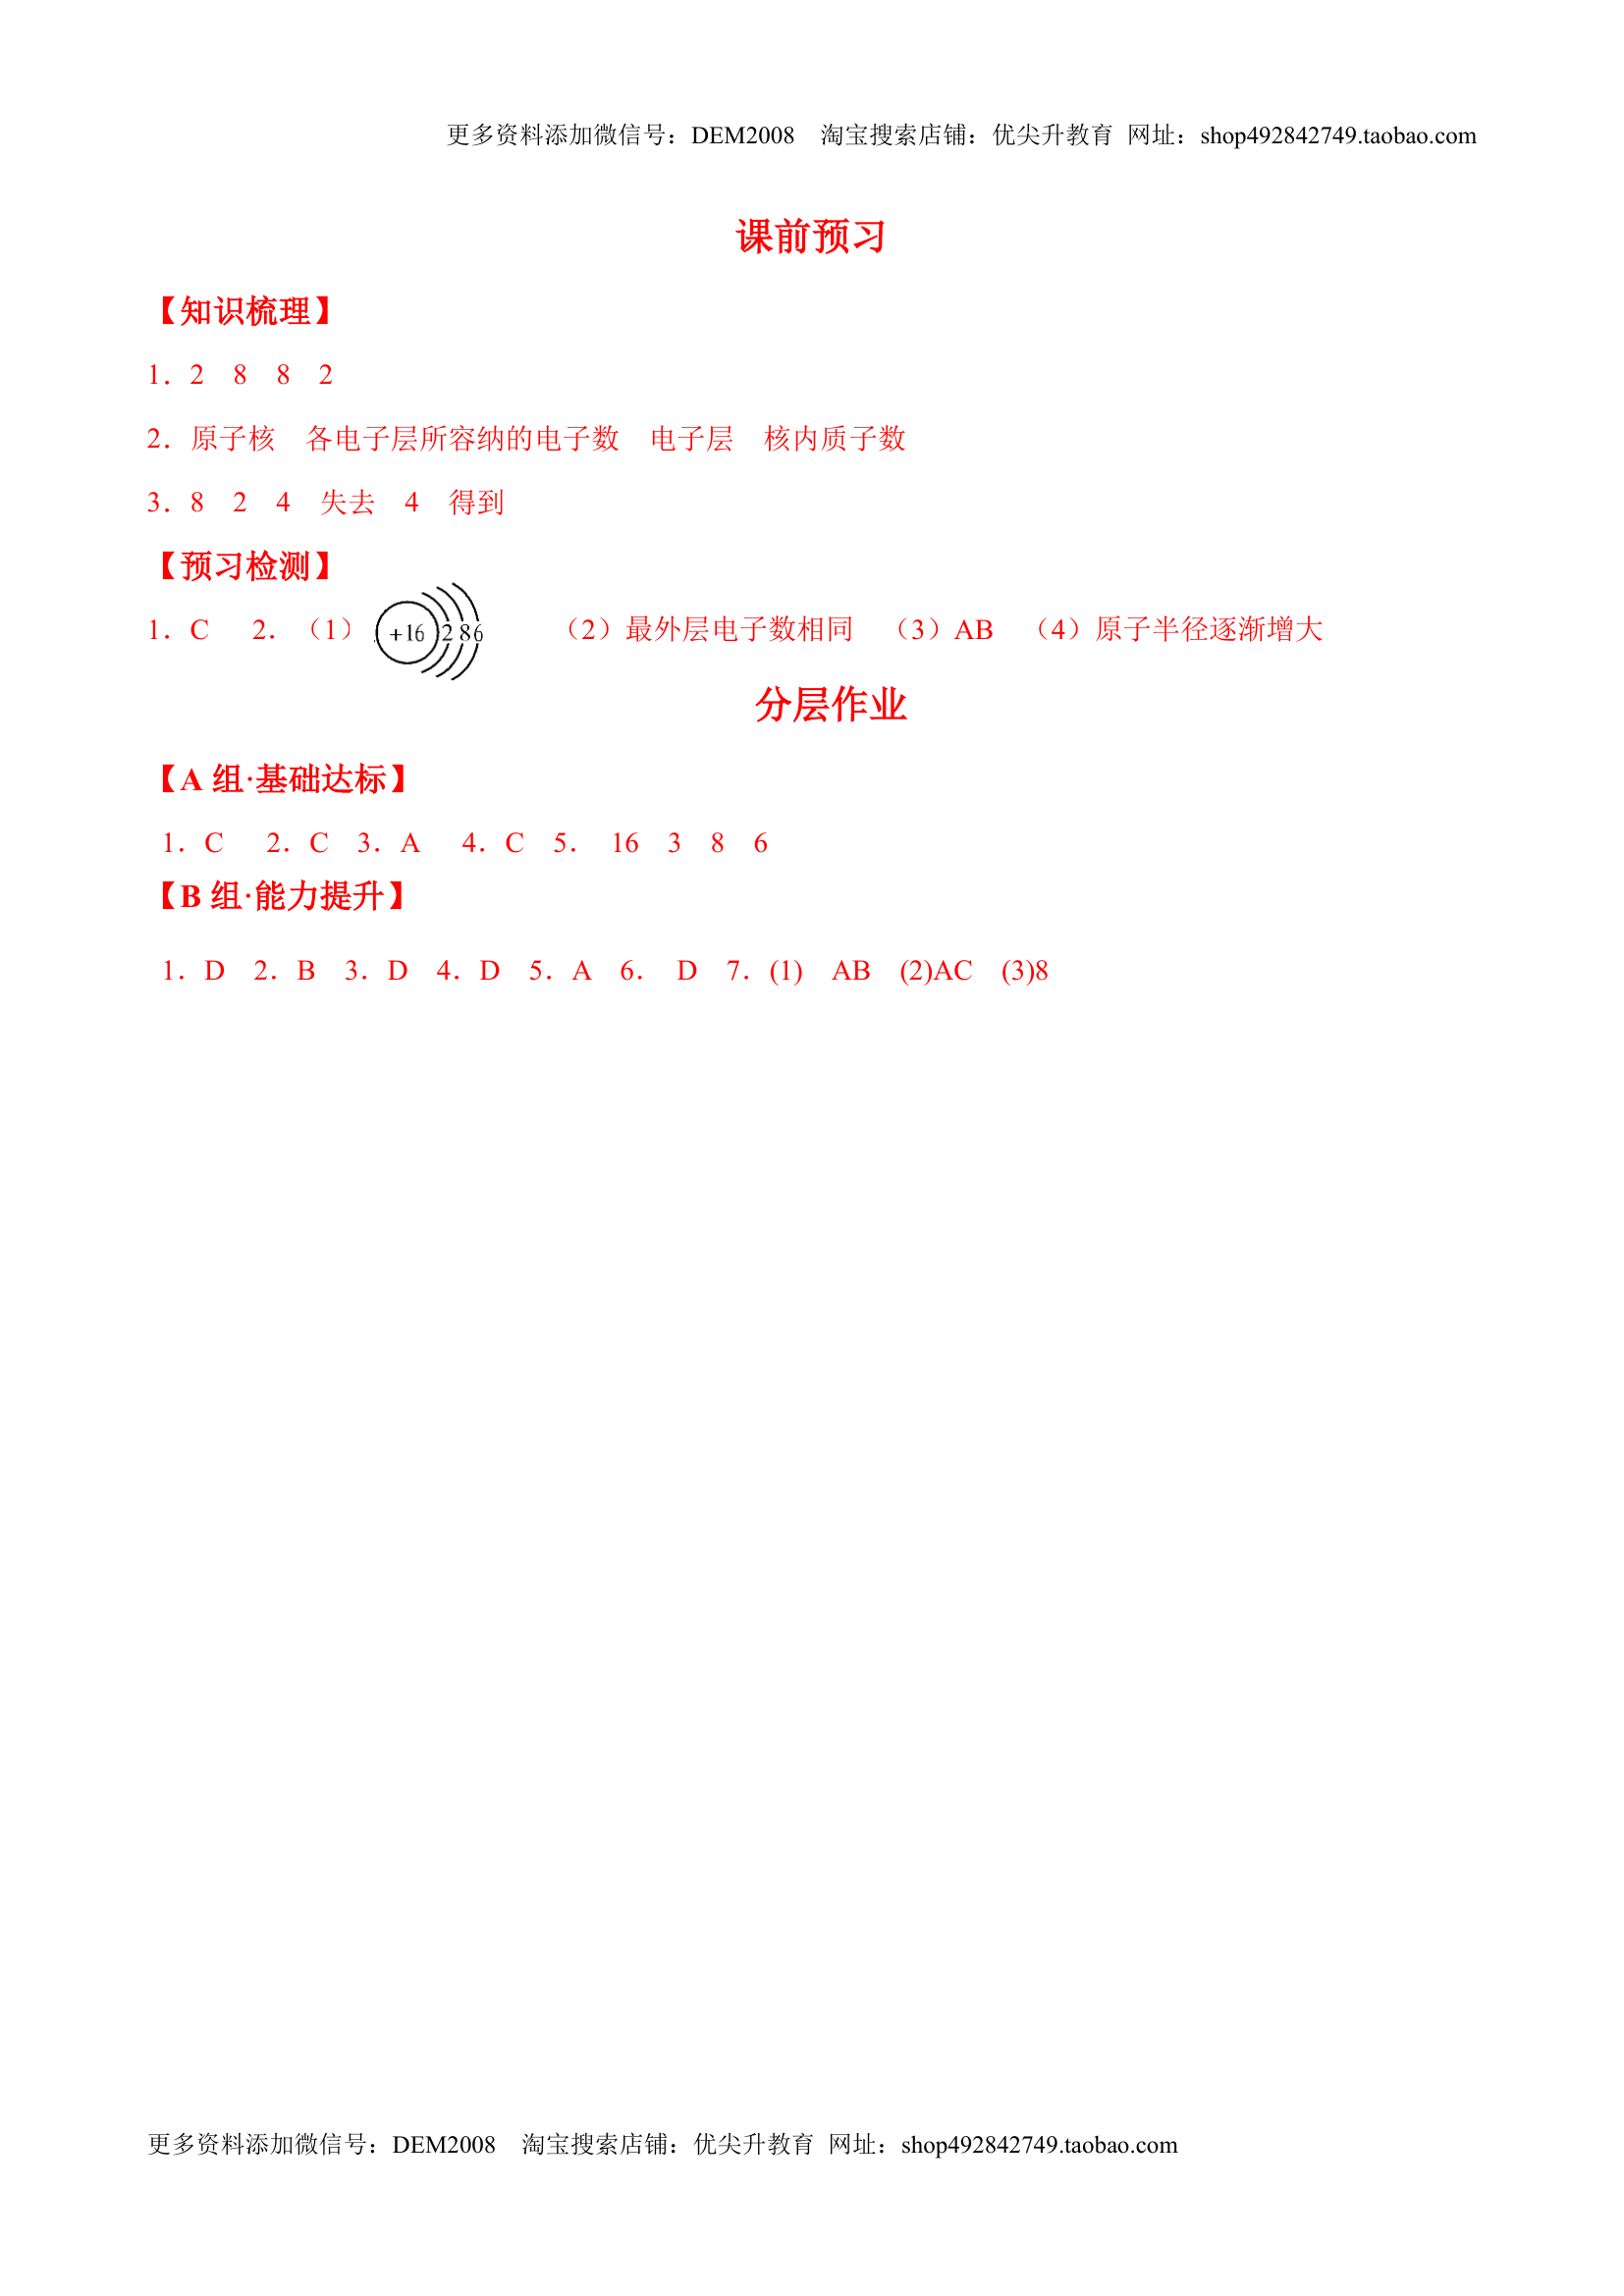 更多资料添加微信号：DEM2008 淘宝搜索店铺：优尖升教育 网址：shop492842749.taobao.com
课前预习
【知识梳理】
1．2 8 8 2
2．原子核 各电子层所容纳的电子数 电子层 核内质子数
3．8 2 4 失去 4 得到
【预习检测】
1．C 2．（1） +16 2 8 6 （2）最外层电子数相同 （3）AB （4）原子半径逐渐增大
分层作业
【A 组·基础达标】
1．C 2．C 3．A 4．C 5． 16 3 8 6
【B 组·能力提升】
1．D 2．B 3．D 4．D 5．A 6． D 7．(1) AB (2)AC (3)8
更多资料添加微信号：DEM2008 淘宝搜索店铺：优尖升教育 网址：shop492842749.taobao.com